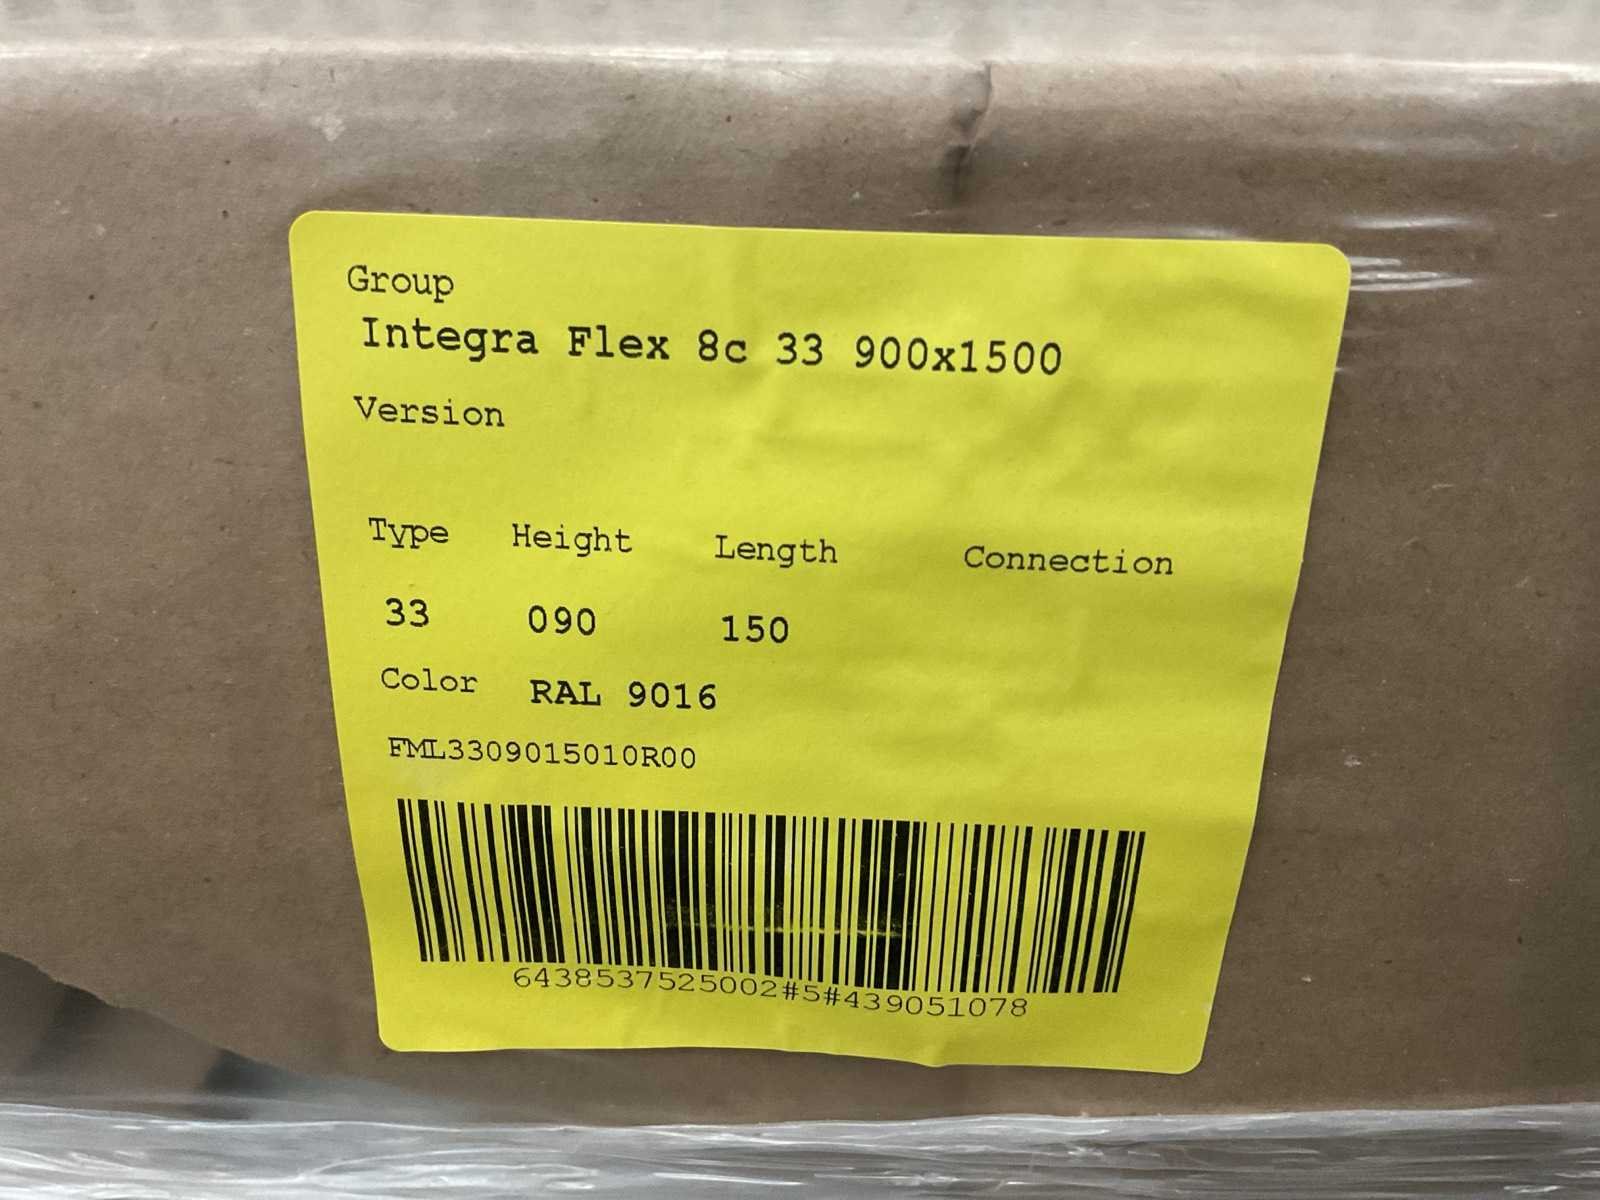 Group
Integra Flex 8c 33 900x1500
Version
Type Height Length Connection
33 090 150
Color RAL 9016
FML3309015010R00
6438537525002#5#439051078